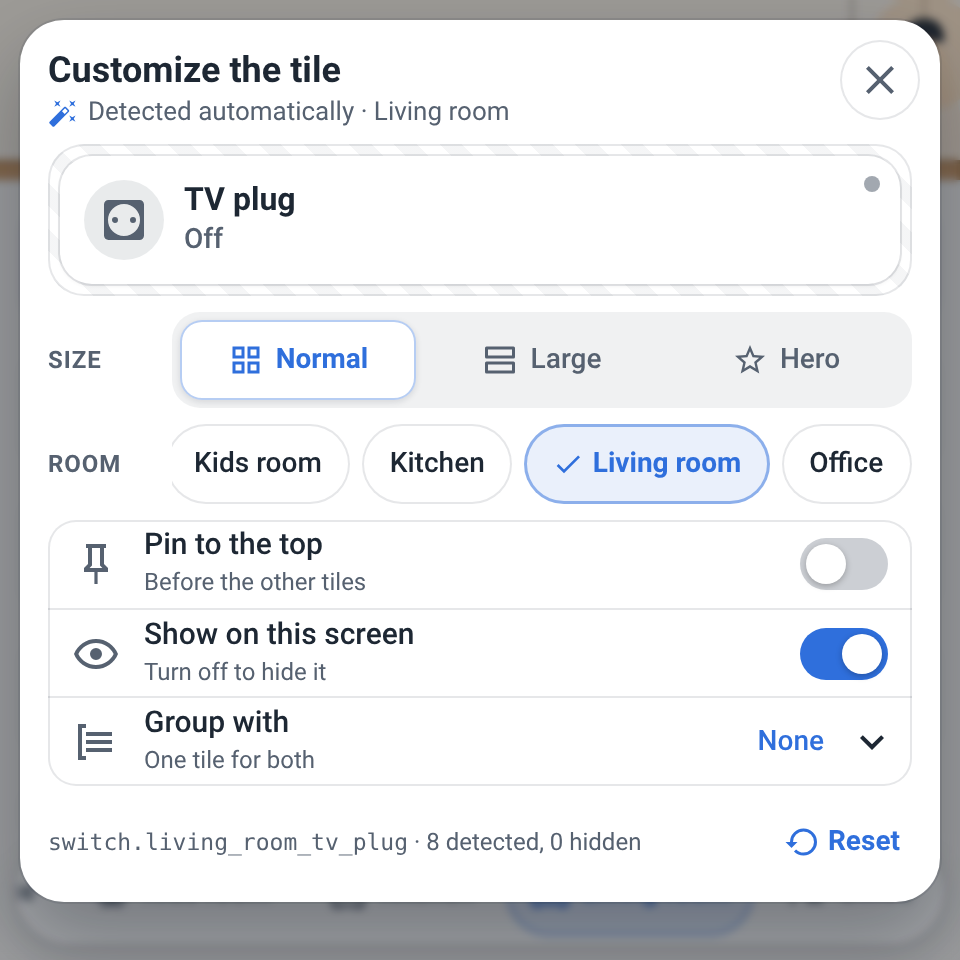 Customize the tile
Detected automatically · Living room
TV plug
Off
SIZE
Normal
Large
Hero
ROOM
Kids room
Kitchen
Living room
Office
Pin to the top
Before the other tiles
Show on this screen
Turn off to hide it
Group with
One tile for both
None
switch.living_room_tv_plug · 8 detected, 0 hidden
Reset